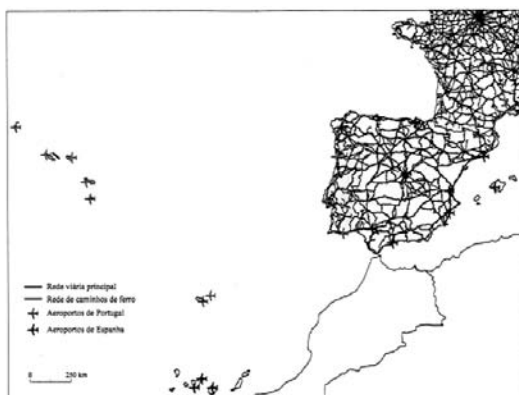 Rede viária principal
Rede de caminhos de ferro
Aeroportos de Portugal
Aeroportos de Espanha
0 250 km